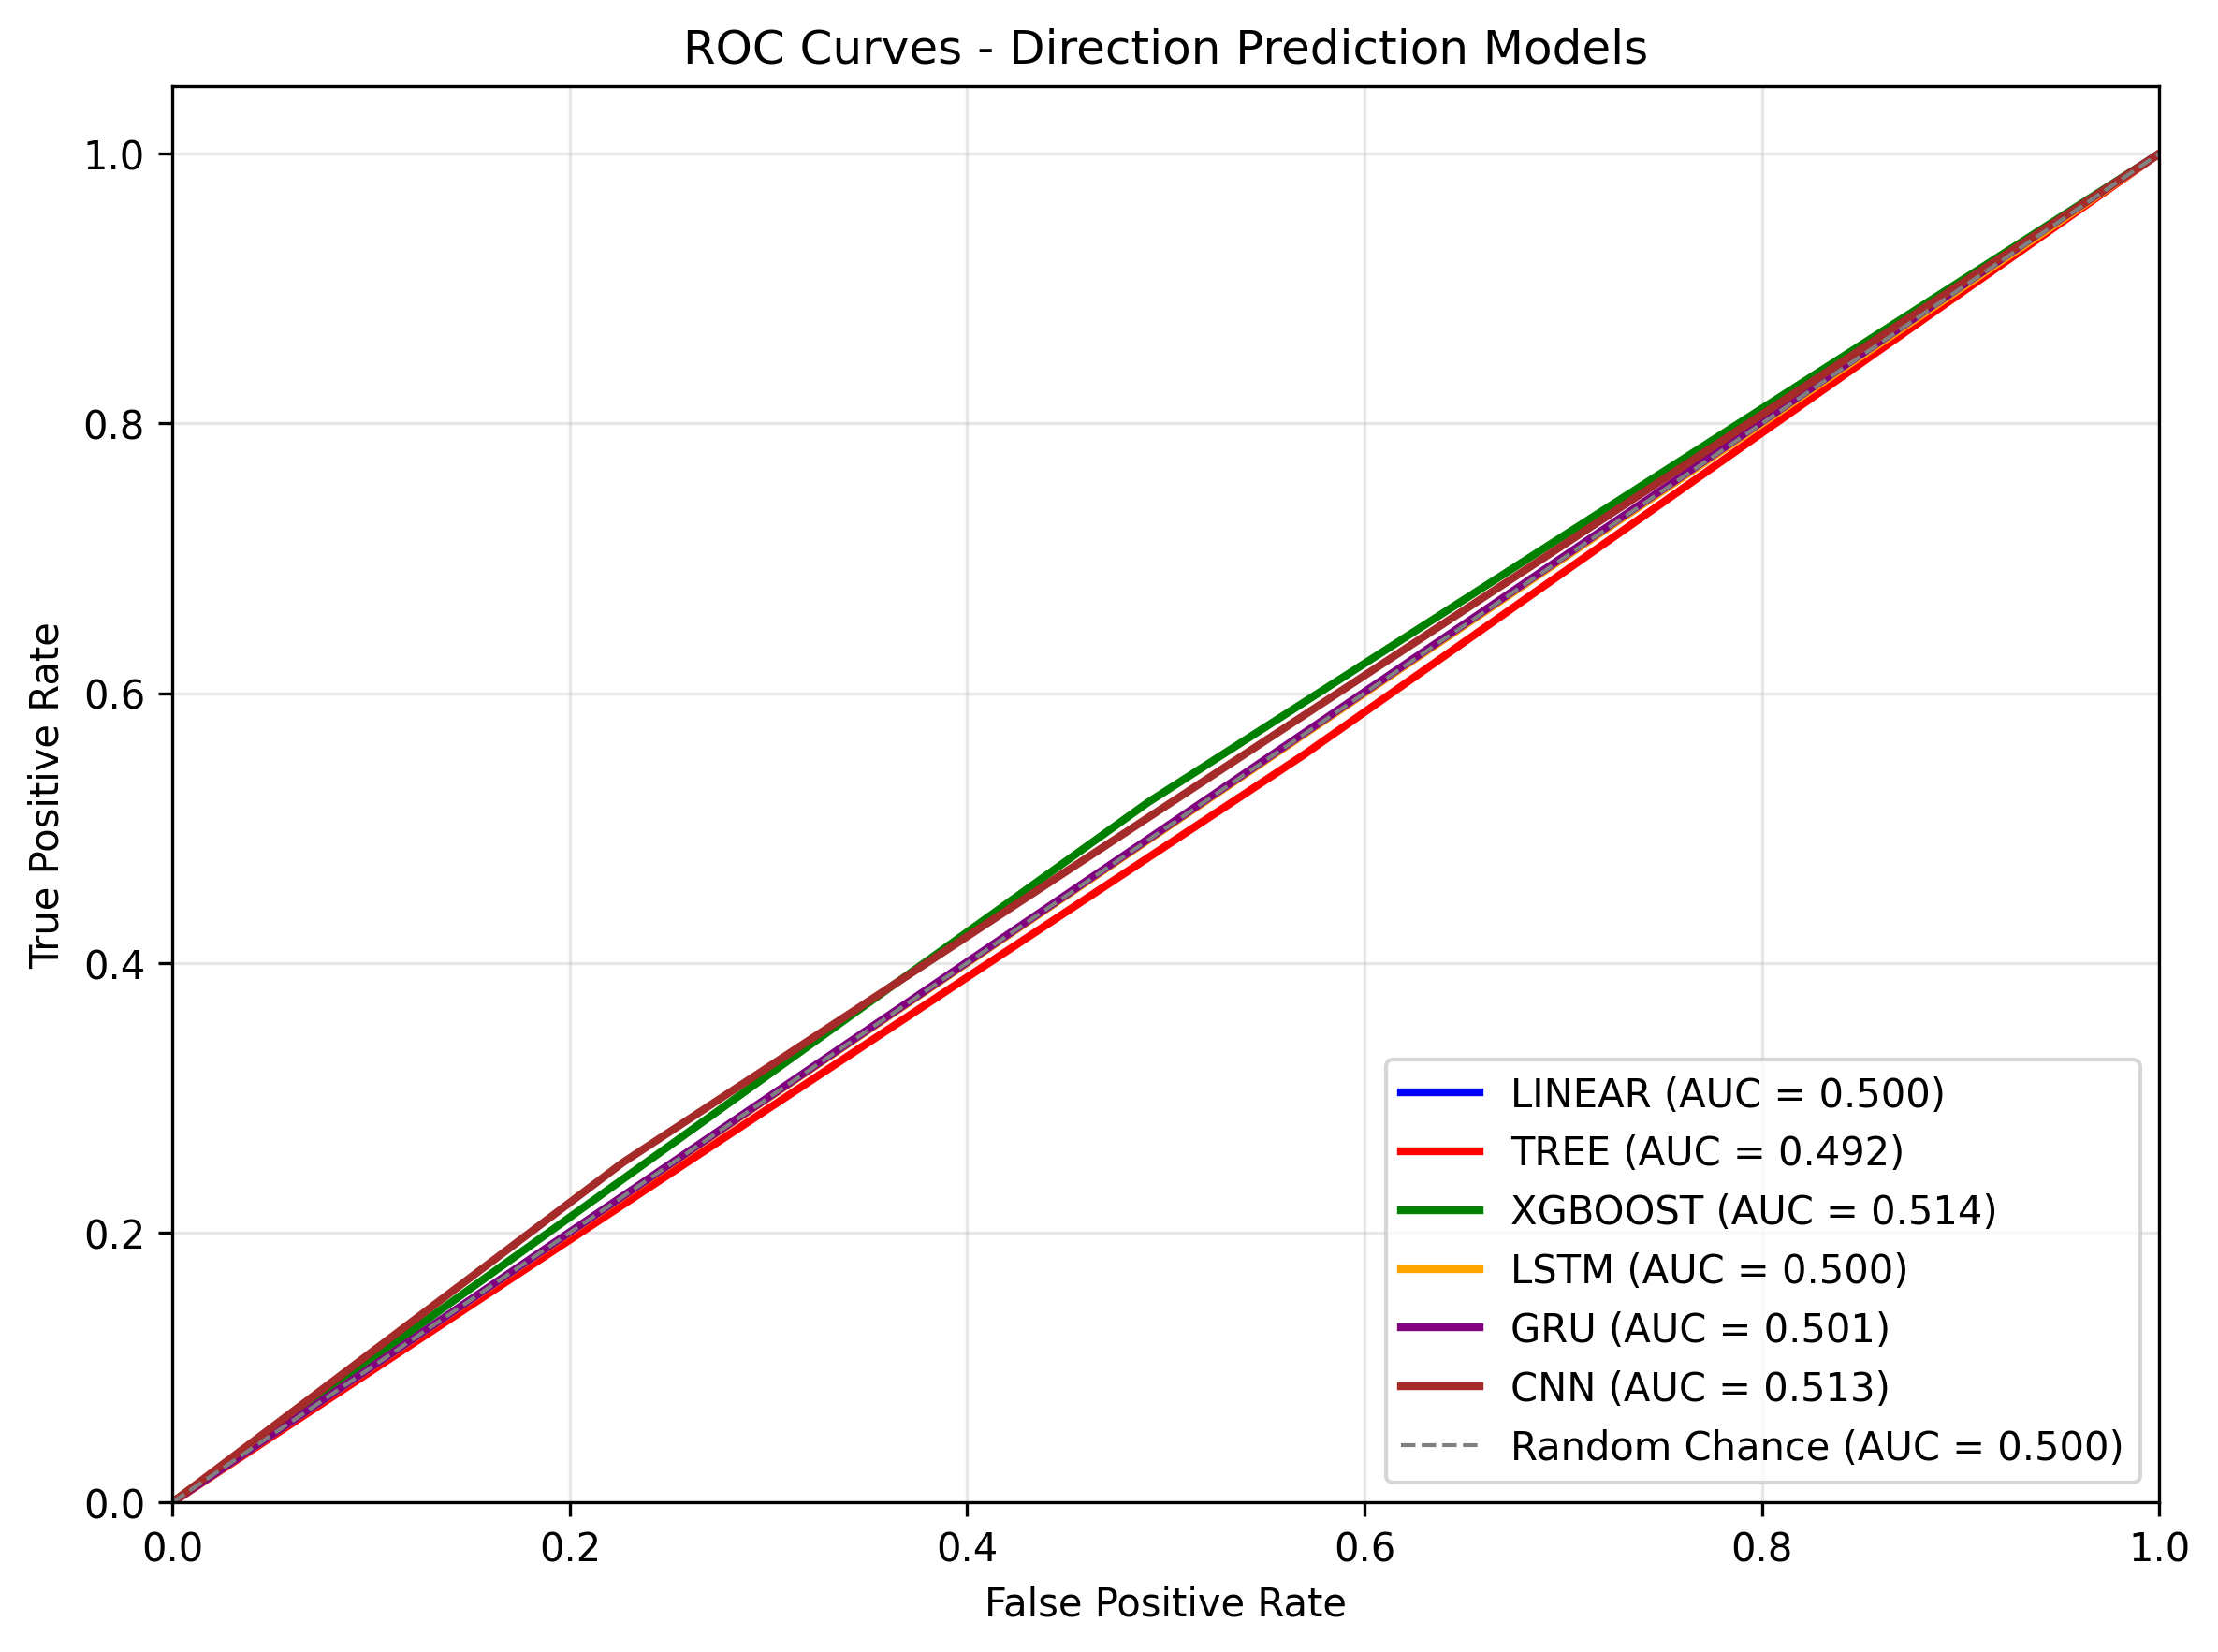 ROC Curves - Direction Prediction Models
1.0
0.8
0.6
0.4
0.2
0.0
True Positive Rate
0.0 0.2 0.4 0.6 0.8 1.0
False Positive Rate
LINEAR (AUC = 0.500)
TREE (AUC = 0.492)
XGBOOST (AUC = 0.514)
LSTM (AUC = 0.500)
GRU (AUC = 0.501)
CNN (AUC = 0.513)
Random Chance (AUC = 0.500)